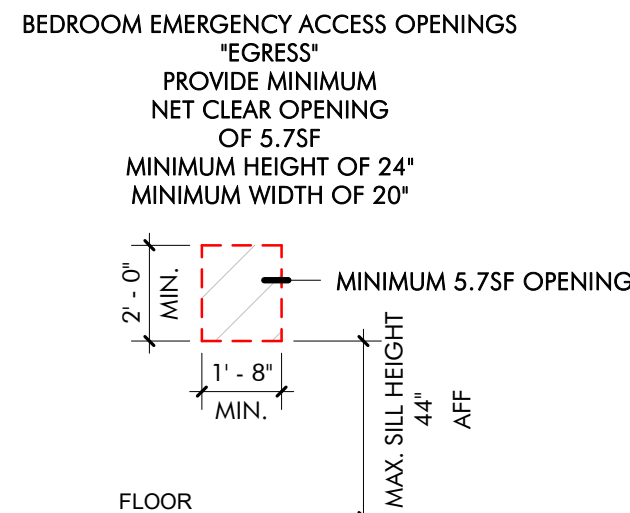 BEDROOM EMERGENCY ACCESS OPENINGS
"EGRESS"
PROVIDE MINIMUM
NET CLEAR OPENING
OF 5.7SF
MINIMUM HEIGHT OF 24"
MINIMUM WIDTH OF 20"
2' - 0"
MIN.
MINIMUM 5.7SF OPENING
1' - 8"
MIN.
MAX. SILL HEIGHT
44"
AFF
FLOOR